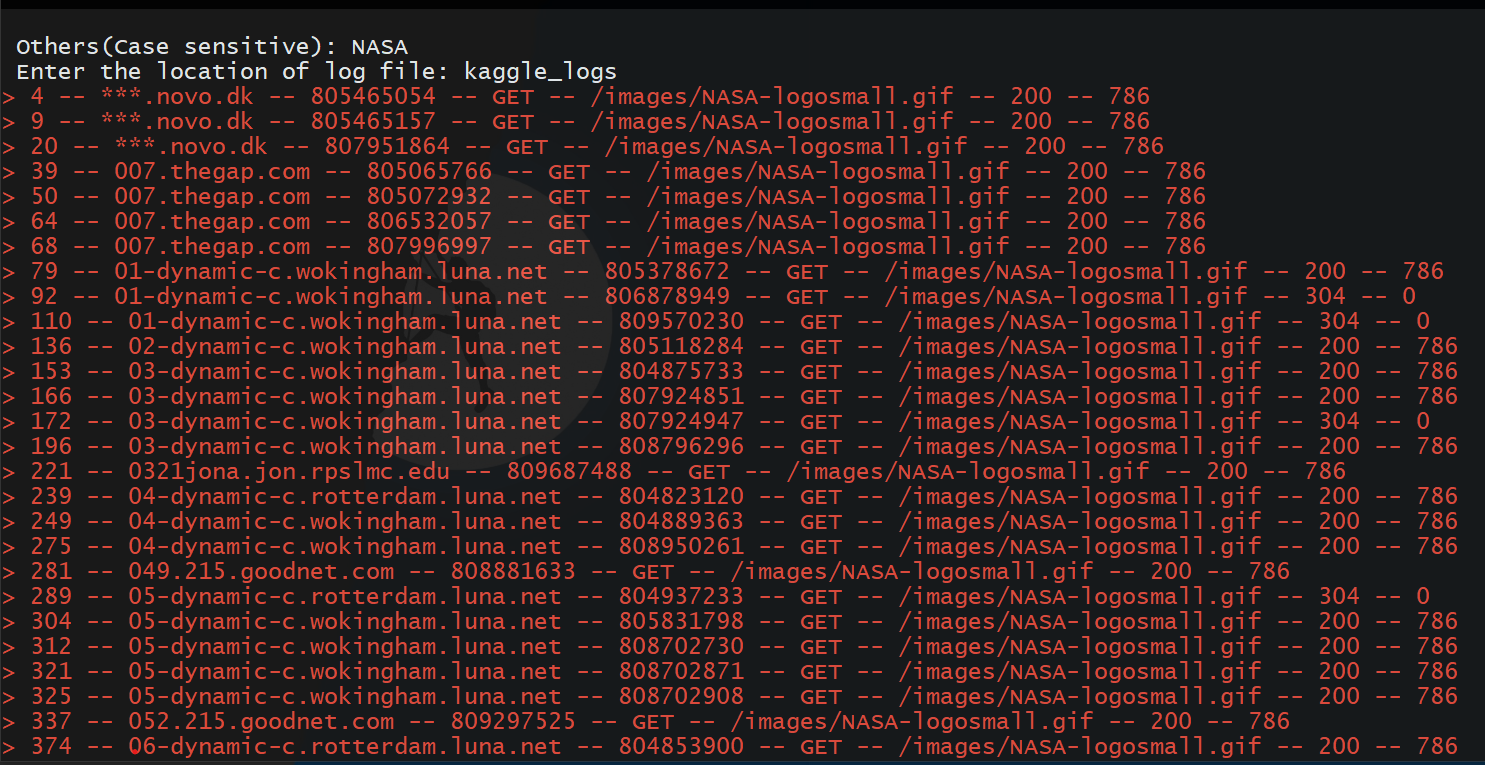 Others(Case sensitive): NASA
Enter the location of log file: kaggle_logs
> 4 -- ***.novo.dk -- 805465054 -- GET -- /images/NASA-logosmall.gif -- 200 -- 786
> 9 -- ***.novo.dk -- 805465157 -- GET -- /images/NASA-logosmall.gif -- 200 -- 786
> 20 -- ***.novo.dk -- 807951864 -- GET -- /images/NASA-logosmall.gif -- 200 -- 786
> 39 -- 007.thegap.com -- 805065766 -- GET -- /images/NASA-logosmall.gif -- 200 -- 786
> 50 -- 007.thegap.com -- 805072932 -- GET -- /images/NASA-logosmall.gif -- 200 -- 786
> 64 -- 007.thegap.com -- 806532057 -- GET -- /images/NASA-logosmall.gif -- 200 -- 786
> 68 -- 007.thegap.com -- 807996997 -- GET -- /images/NASA-logosmall.gif -- 200 -- 786
> 79 -- 01-dynamic-c.wokingham.luna.net -- 805378672 -- GET -- /images/NASA-logosmall.gif -- 200 -- 786
> 92 -- 01-dynamic-c.wokingham.luna.net -- 806878949 -- GET -- /images/NASA-logosmall.gif -- 304 -- 0
> 110 -- 01-dynamic-c.wokingham.luna.net -- 809570230 -- GET -- /images/NASA-logosmall.gif -- 304 -- 0
> 136 -- 02-dynamic-c.wokingham.luna.net -- 805118284 -- GET -- /images/NASA-logosmall.gif -- 200 -- 786
> 153 -- 03-dynamic-c.wokingham.luna.net -- 804875733 -- GET -- /images/NASA-logosmall.gif -- 200 -- 786
> 166 -- 03-dynamic-c.wokingham.luna.net -- 807924851 -- GET -- /images/NASA-logosmall.gif -- 200 -- 786
> 172 -- 03-dynamic-c.wokingham.luna.net -- 807924947 -- GET -- /images/NASA-logosmall.gif -- 304 -- 0
> 196 -- 03-dynamic-c.wokingham.luna.net -- 808796296 -- GET -- /images/NASA-logosmall.gif -- 200 -- 786
> 221 -- 0321jona.jon.rpslmc.edu -- 809687488 -- GET -- /images/NASA-logosmall.gif -- 200 -- 786
> 239 -- 04-dynamic-c.rotterdam.luna.net -- 804823120 -- GET -- /images/NASA-logosmall.gif -- 200 -- 786
> 249 -- 04-dynamic-c.wokingham.luna.net -- 804889363 -- GET -- /images/NASA-logosmall.gif -- 200 -- 786
> 275 -- 04-dynamic-c.wokingham.luna.net -- 808950261 -- GET -- /images/NASA-logosmall.gif -- 200 -- 786
> 281 -- 049.215.goodnet.com -- 808881633 -- GET -- /images/NASA-logosmall.gif -- 200 -- 786
> 289 -- 05-dynamic-c.rotterdam.luna.net -- 804937233 -- GET -- /images/NASA-logosmall.gif -- 304 -- 0
> 304 -- 05-dynamic-c.wokingham.luna.net -- 805831798 -- GET -- /images/NASA-logosmall.gif -- 200 -- 786
> 312 -- 05-dynamic-c.wokingham.luna.net -- 808702730 -- GET -- /images/NASA-logosmall.gif -- 200 -- 786
> 321 -- 05-dynamic-c.wokingham.luna.net -- 808702871 -- GET -- /images/NASA-logosmall.gif -- 200 -- 786
> 325 -- 05-dynamic-c.wokingham.luna.net -- 808702908 -- GET -- /images/NASA-logosmall.gif -- 200 -- 786
> 337 -- 052.215.goodnet.com -- 809297525 -- GET -- /images/NASA-logosmall.gif -- 200 -- 786
> 374 -- 06-dynamic-c.rotterdam.luna.net -- 804853900 -- GET -- /images/NASA-logosmall.gif -- 200 -- 786